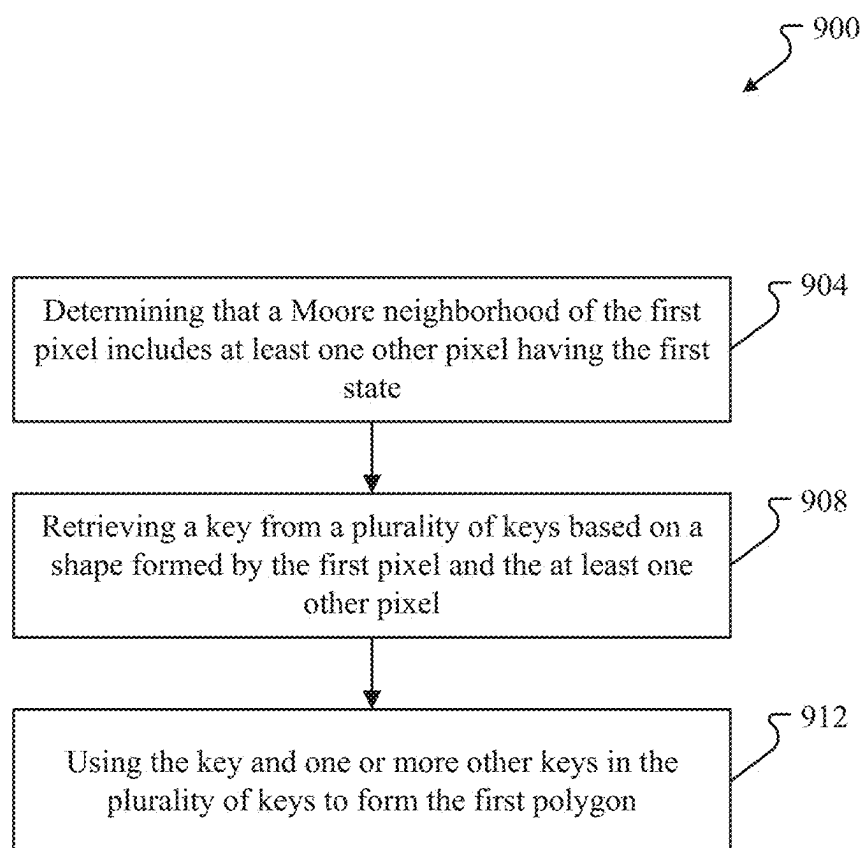 900
904
Determining that a Moore neighborhood of the first
pixel includes at least one other pixel having the first
state
908
Retrieving a key from a plurality of keys based on a
shape formed by the first pixel and the at least one
other pixel
912
Using the key and one or more other keys in the
plurality of keys to form the first polygon